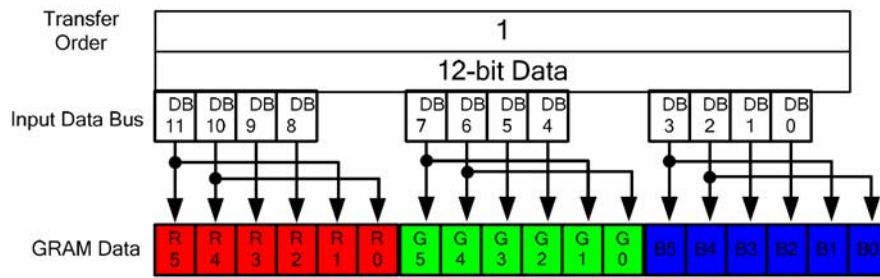 Transfer Order
1
12-bit Data
Input Data Bus
DB 11 DB 10 DB 9 DB 8 DB 7 DB 6 DB 5 DB 4 DB 3 DB 2 DB 1 DB 0
GRAM Data
R 5 R 4 R 3 R 2 R 1 R 0 G 5 G 4 G 3 G 2 G 1 G 0 B5 B4 B3 B2 B1 B0